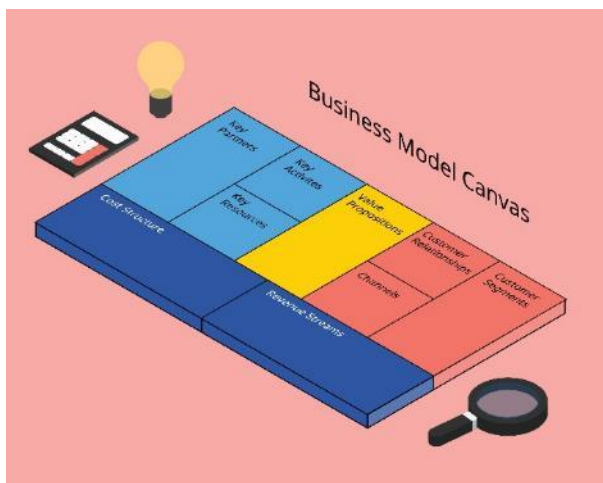 Business Model Canvas
Key
Partners
Key
Activites
Key
Resources
Value
Propositions
Customer
Relationships
Channels
Customer
Segments
Cost Structure
Revenue Streams